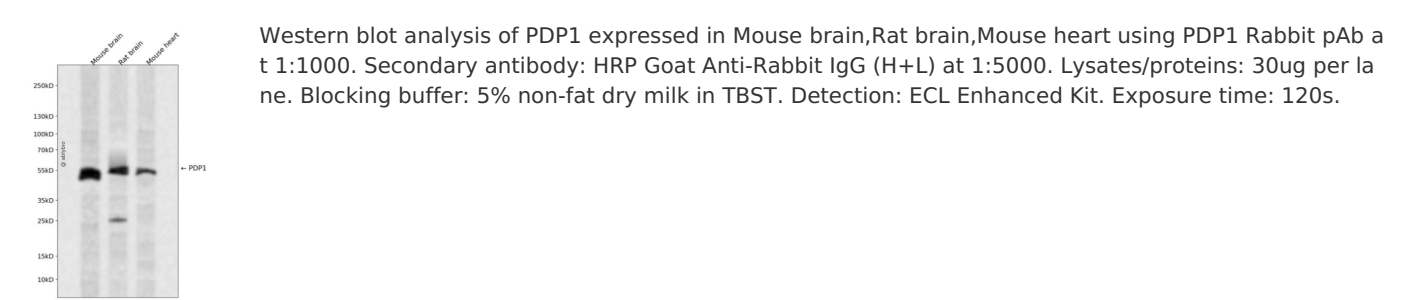 Mouse brain
Rat brain
Mouse heart
Western blot analysis of PDP1 expressed in Mouse brain,Rat brain,Mouse heart using PDP1 Rabbit pAb a
t 1:1000. Secondary antibody: HRP Goat Anti-Rabbit IgG (H+L) at 1:5000. Lysates/proteins: 30ug per la
ne. Blocking buffer: 5% non-fat dry milk in TBST. Detection: ECL Enhanced Kit. Exposure time: 120s.
250kD
130kD
100kD
70kD
55kD
← PDP1
35kD
25kD
15kD
10kD